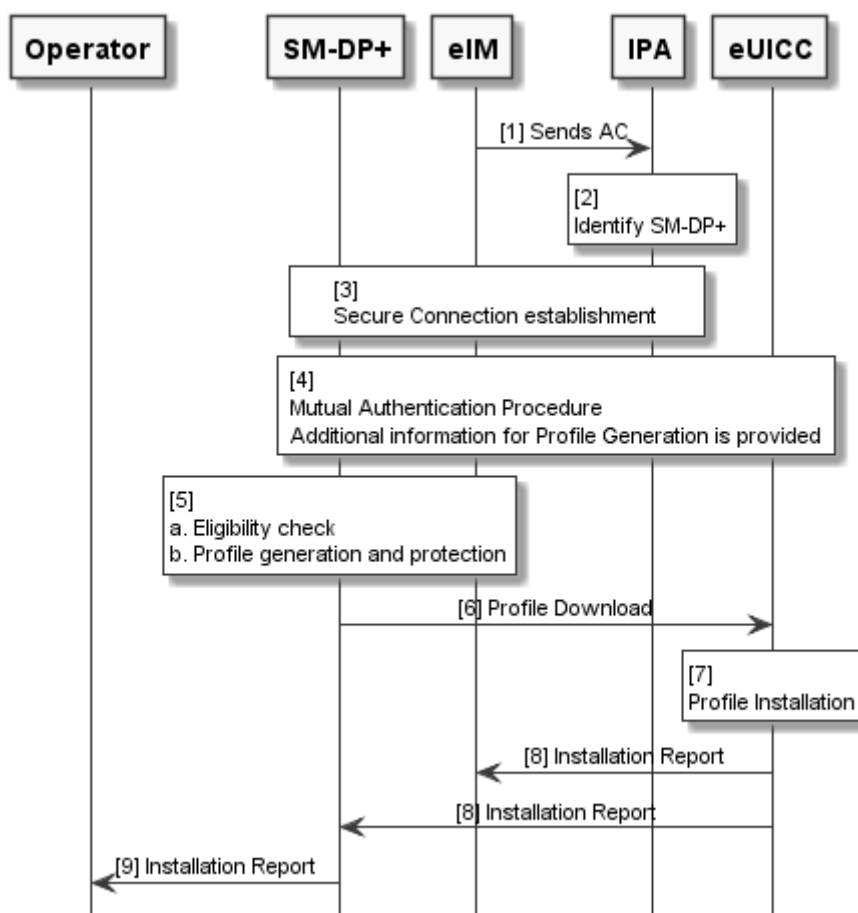 Operator
SM-DP+
eIM
IPA
eUICC
[1] Sends AC
[2]
Identify SM-DP+
[3]
Secure Connection establishment
[4]
Mutual Authentication Procedure
Additional information for Profile Generation is provided
[5]
a. Eligibility check
b. Profile generation and protection
[6] Profile Download
[7]
Profile Installation
[8] Installation Report
[8] Installation Report
[9] Installation Report